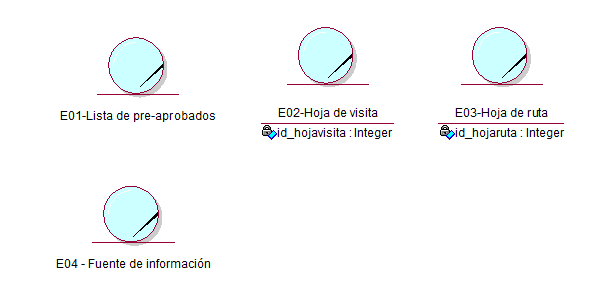 E01-Lista de pre-aprobados
E02-Hoja de visita
id_hojavisita : Integer
E03-Hoja de ruta
id_hojaruta : Integer
E04 - Fuente de información